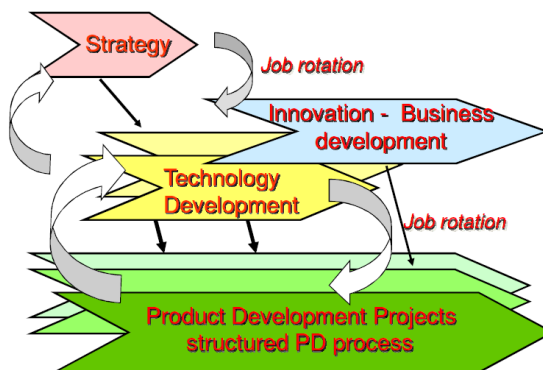 Strategy
Job rotation
Innovation - Business
development
Technology
Development
Job rotation
Product Development Projects
structured PD process